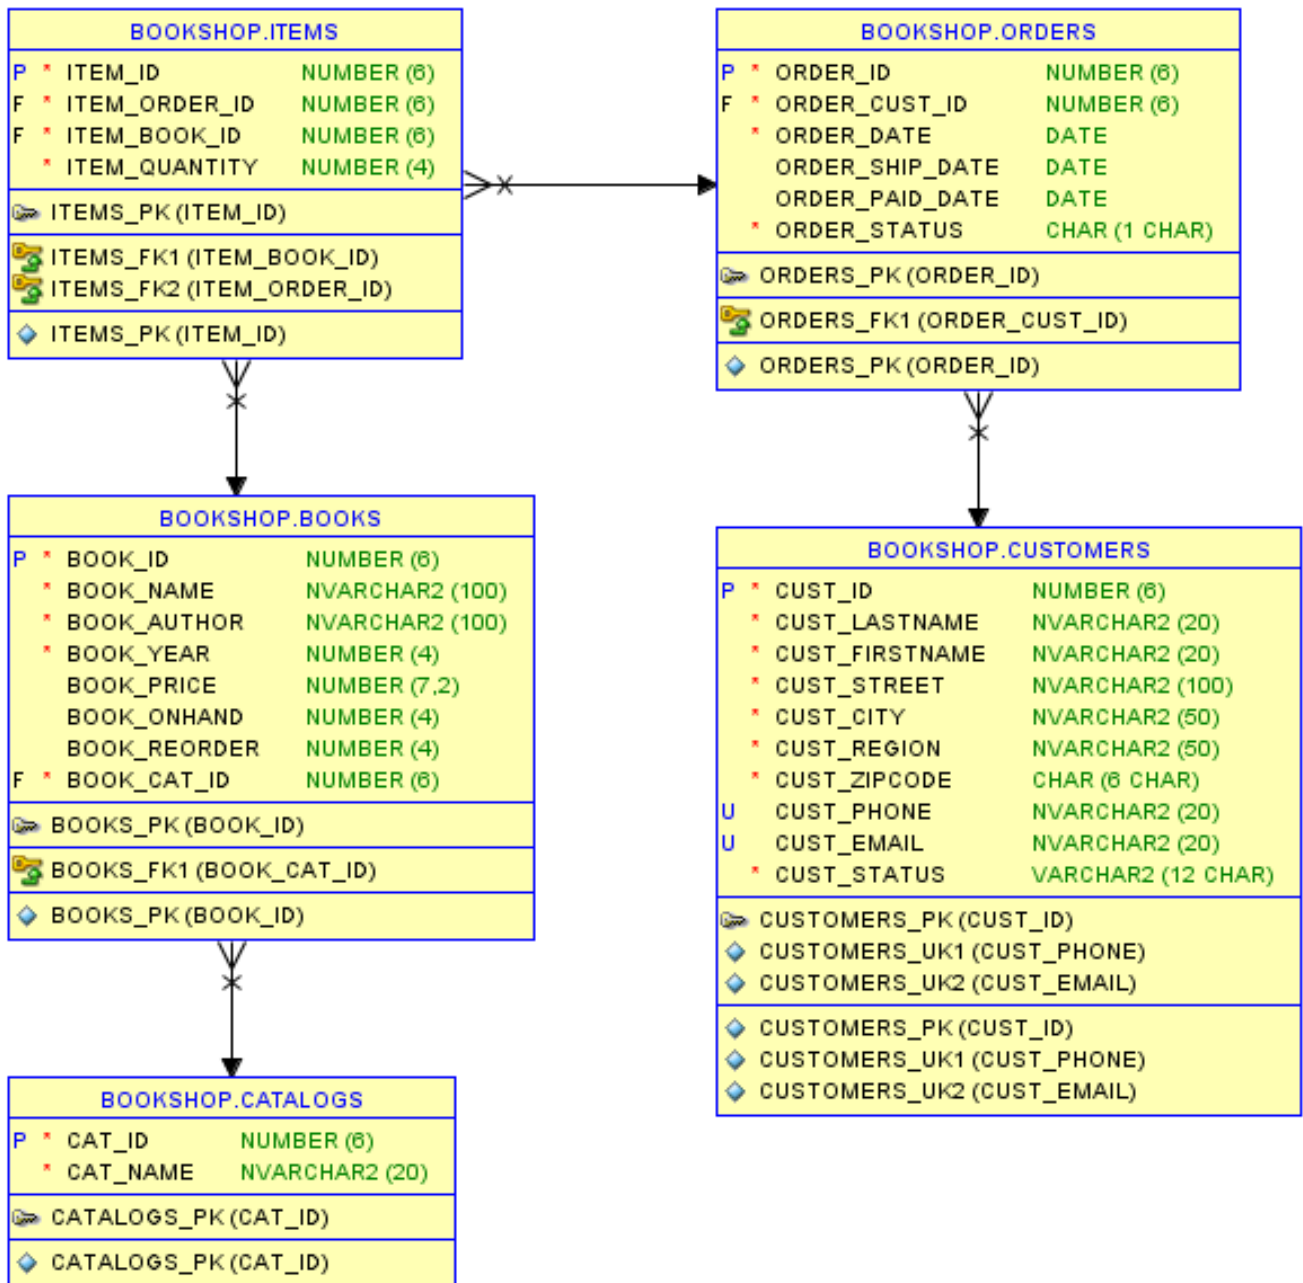 BOOKSHOP.ITEMS
P * ITEM_ID NUMBER (6)
F * ITEM_ORDER_ID NUMBER (6)
F * ITEM_BOOK_ID NUMBER (6)
* ITEM_QUANTITY NUMBER (4)
ITEMS_PK (ITEM_ID)
ITEMS_FK1 (ITEM_BOOK_ID)
ITEMS_FK2 (ITEM_ORDER_ID)
ITEMS_PK (ITEM_ID)
BOOKSHOP.ORDERS
P * ORDER_ID NUMBER (6)
F * ORDER_CUST_ID NUMBER (6)
* ORDER_DATE DATE
ORDER_SHIP_DATE DATE
ORDER_PAID_DATE DATE
* ORDER_STATUS CHAR (1 CHAR)
ORDERS_PK (ORDER_ID)
ORDERS_FK1 (ORDER_CUST_ID)
ORDERS_PK (ORDER_ID)
BOOKSHOP.BOOKS
P * BOOK_ID NUMBER (6)
* BOOK_NAME NVARCHAR2 (100)
* BOOK_AUTHOR NVARCHAR2 (100)
* BOOK_YEAR NUMBER (4)
BOOK_PRICE NUMBER (7,2)
BOOK_ONHAND NUMBER (4)
BOOK_REORDER NUMBER (4)
F * BOOK_CAT_ID NUMBER (6)
BOOKS_PK (BOOK_ID)
BOOKS_FK1 (BOOK_CAT_ID)
BOOKS_PK (BOOK_ID)
BOOKSHOP.CUSTOMERS
P * CUST_ID NUMBER (6)
* CUST_LASTNAME NVARCHAR2 (20)
* CUST_FIRSTNAME NVARCHAR2 (20)
* CUST_STREET NVARCHAR2 (100)
* CUST_CITY NVARCHAR2 (50)
* CUST_REGION NVARCHAR2 (50)
* CUST_ZIPCODE CHAR (6 CHAR)
U CUST_PHONE NVARCHAR2 (20)
U CUST_EMAIL NVARCHAR2 (20)
* CUST_STATUS VARCHAR2 (12 CHAR)
CUSTOMERS_PK (CUST_ID)
CUSTOMERS_UK1 (CUST_PHONE)
CUSTOMERS_UK2 (CUST_EMAIL)
CUSTOMERS_PK (CUST_ID)
CUSTOMERS_UK1 (CUST_PHONE)
CUSTOMERS_UK2 (CUST_EMAIL)
BOOKSHOP.CATALOGS
P * CAT_ID NUMBER (6)
* CAT_NAME NVARCHAR2 (20)
CATALOGS_PK (CAT_ID)
CATALOGS_PK (CAT_ID)